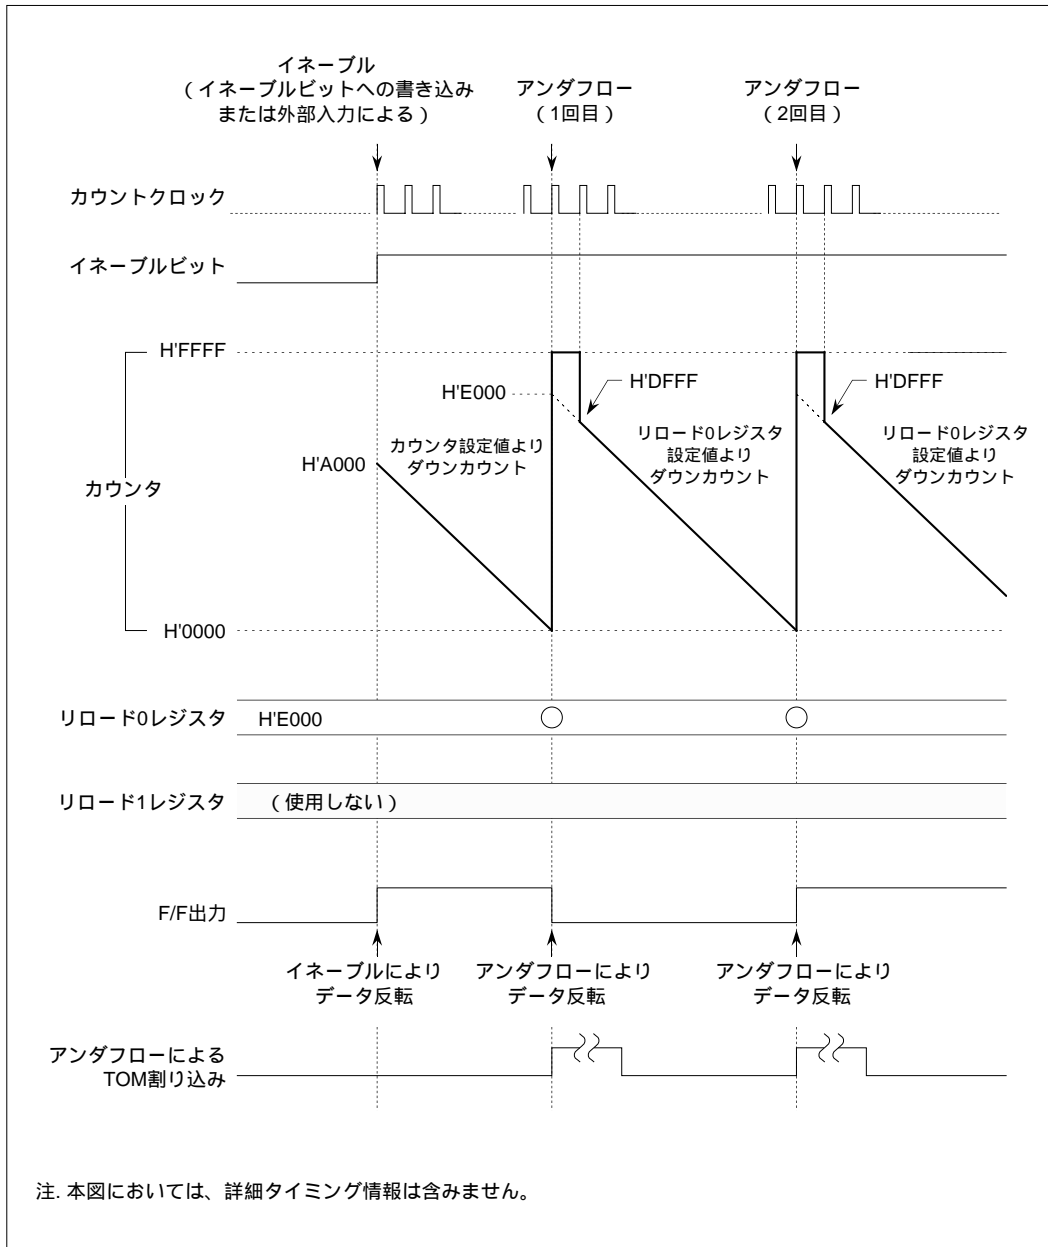 イネーブル
（イネーブルビットへの書き込み
または外部入力による）
アンダフロー
（1回目）
アンダフロー
（2回目）
カウントクロック
イネーブルビット
H'FFFF
H'E000
H'DFFF
H'DFFF
カウンタ設定値より
ダウンカウント
リロード0レジスタ
設定値より
ダウンカウント
リロード0レジスタ
設定値より
ダウンカウント
H'A000
カウンタ
H'0000
リロード0レジスタ
H'E000
リロード1レジスタ
（使用しない）
F/F出力
イネーブルにより
データ反転
アンダフローにより
データ反転
アンダフローにより
データ反転
アンダフローによる
TOM割り込み
注. 本図においては、詳細タイミング情報は含みません。